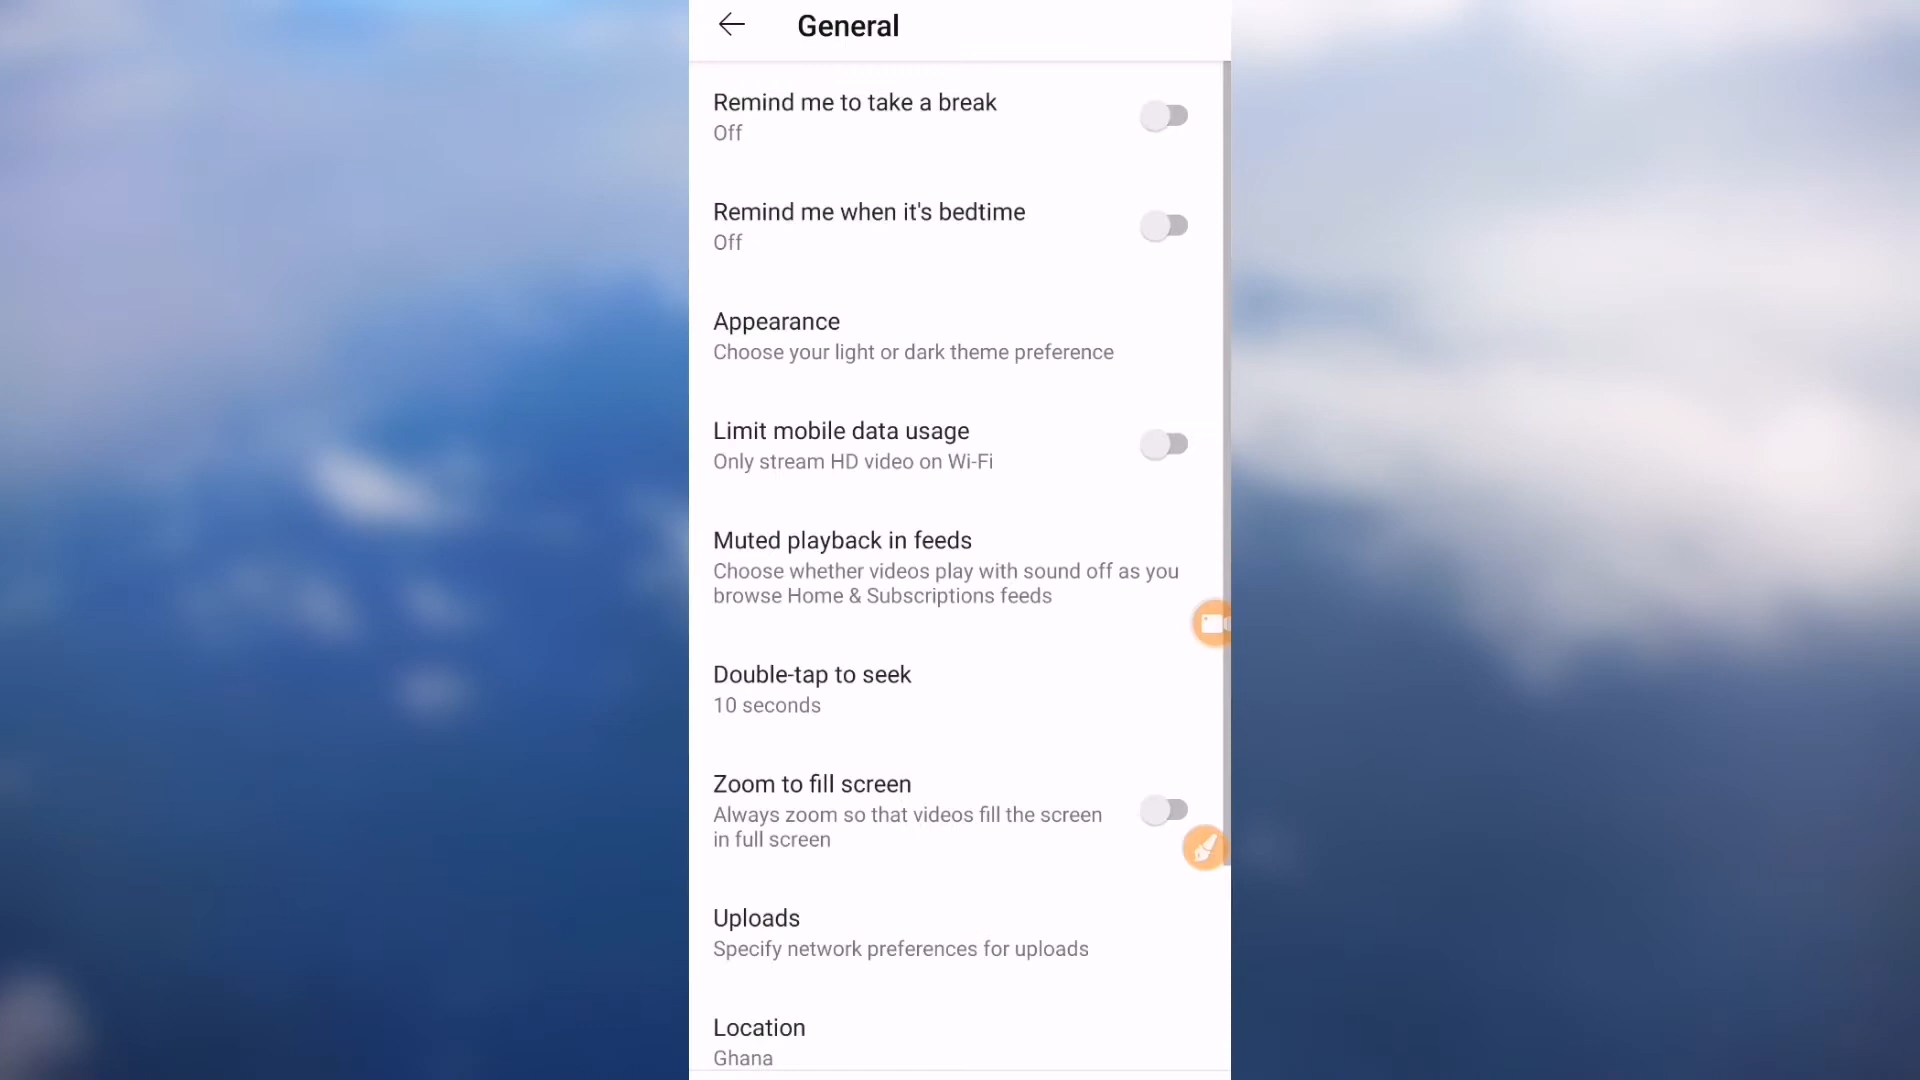 General
Remind me to take a break
Off
Remind me when it's bedtime
Off
Appearance
Choose your light or dark theme preference
Limit mobile data usage
Only stream HD video on Wi-Fi
Muted playback in feeds
Choose whether videos play with sound off as you
browse Home & Subscriptions feeds
Double-tap to seek
10 seconds
Zoom to fill screen
Always zoom so that videos fill the screen
in full screen
Uploads
Specify network preferences for uploads
Location
Ghana